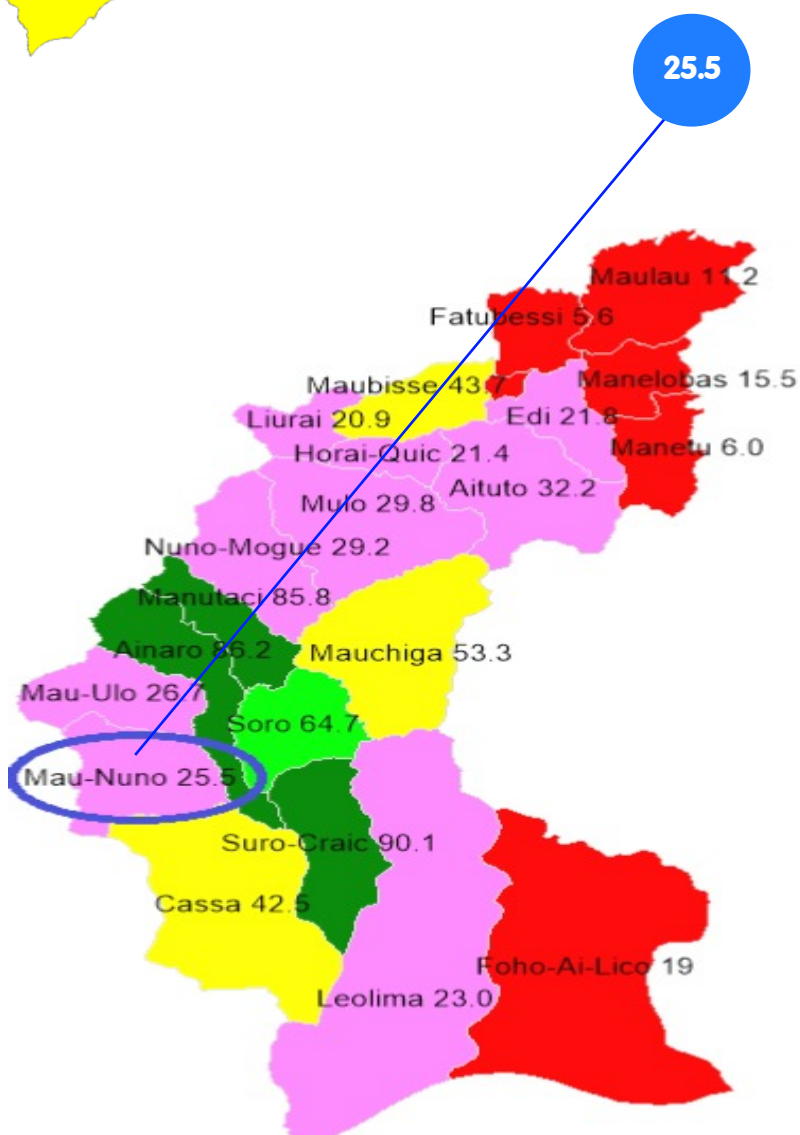 25.5
Maulau 11.2
Fatubessi 5.6
Maubisse 43.7
Manelobas 15.5
Liurai 20.9
Edi 21.8
Horai-Quic 21.4
Manetu 6.0
Aituto 32.2
Mulo 29.8
Nuno-Mogue 29.2
Manutaci 85.8
Ainaro 86.2
Mauchiga 53.3
Mau-Ulo 26.7
Soro 64.7
Mau-Nuno 25.5
Suro-Craic 90.1
Cassa 42.5
Foho-Ai-Lico 19
Leolima 23.0